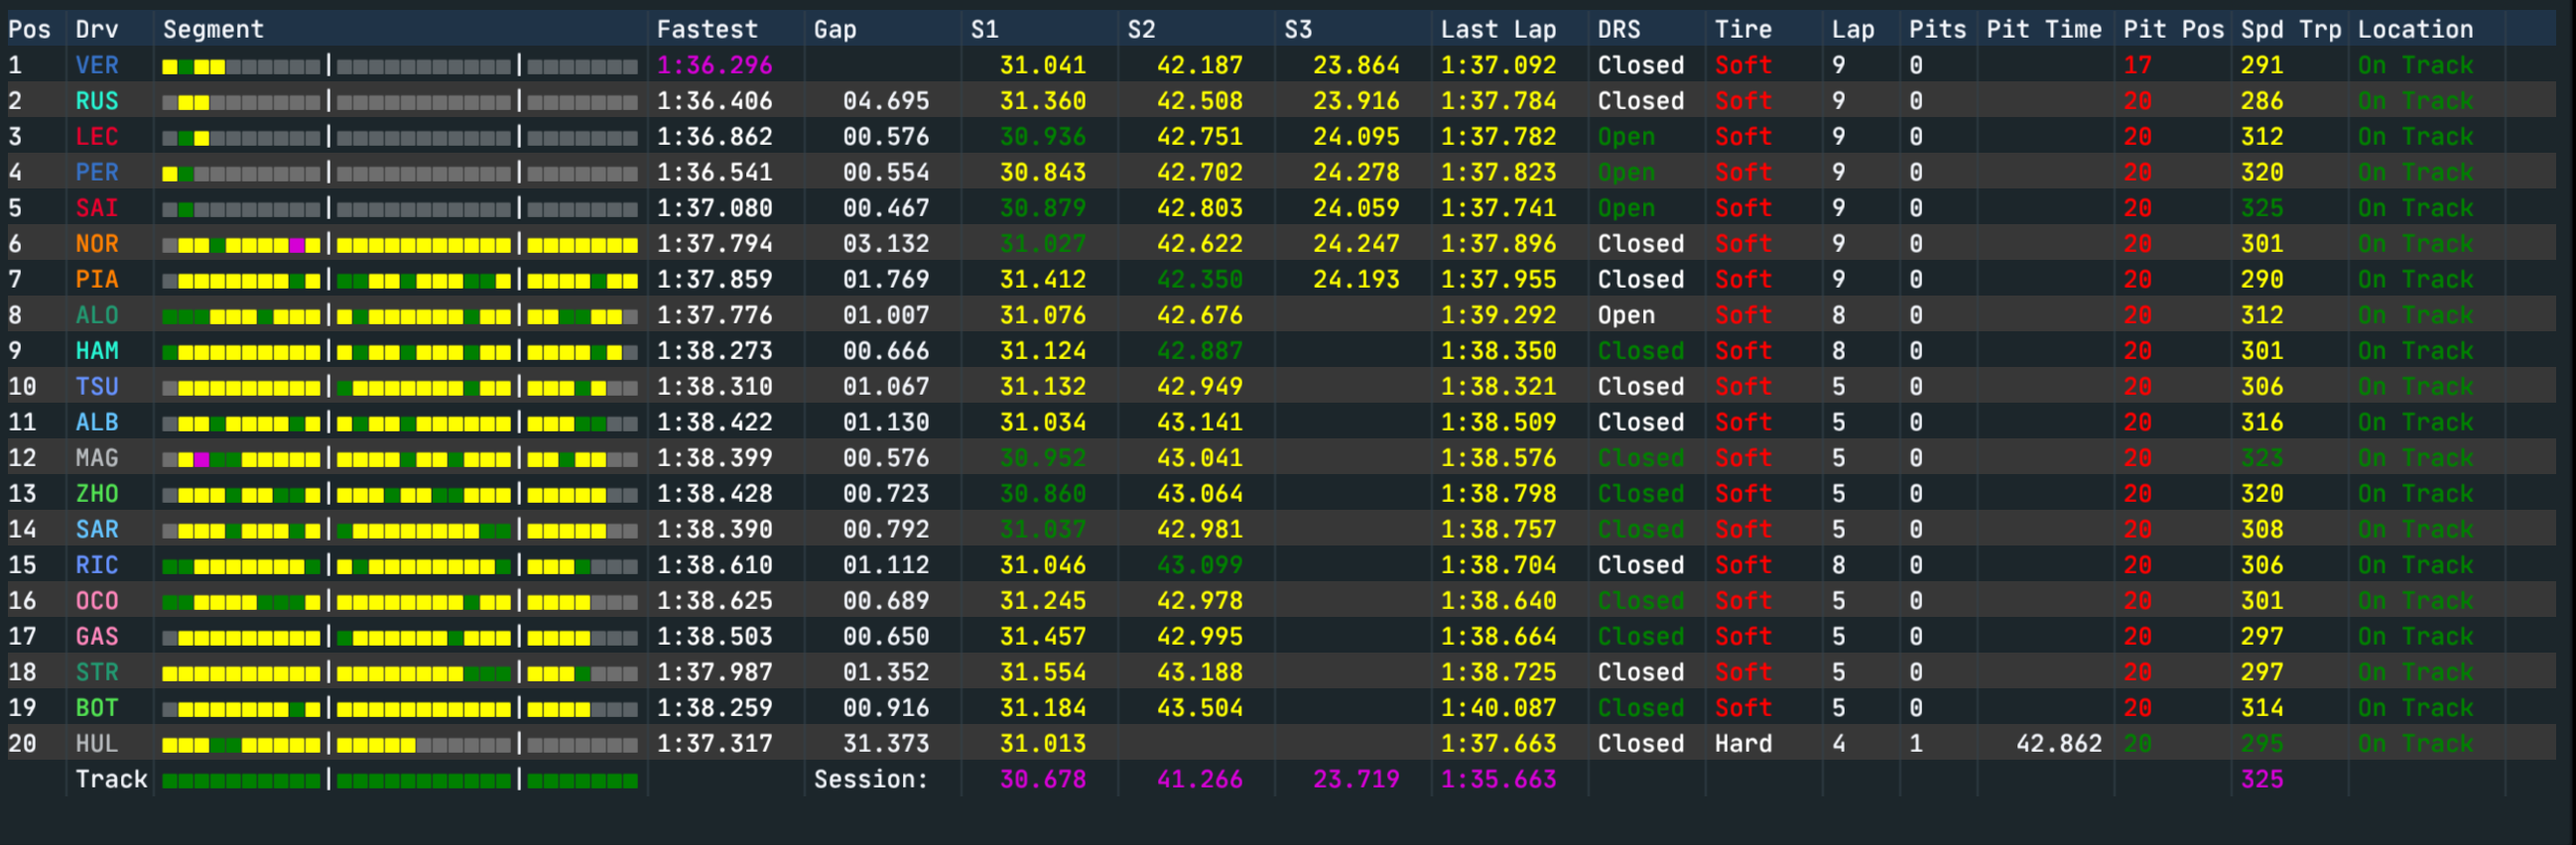 Pos Drv Segment Fastest Gap S1 S2 S3 Last Lap DRS Tire Lap Pits Pit Time Pit Pos Spd Trp Location
1 VER 1:36.296 31.041 42.187 23.864 1:37.092 Closed Soft 9 0 17 291 On Track
2 RUS 1:36.406 04.695 31.360 42.508 23.916 1:37.784 Closed Soft 9 0 20 286 On Track
3 LEC 1:36.862 00.576 30.936 42.751 24.095 1:37.782 Open Soft 9 0 20 312 On Track
4 PER 1:36.541 00.554 30.843 42.702 24.278 1:37.823 Open Soft 9 0 20 320 On Track
5 SAI 1:37.080 00.467 30.879 42.803 24.059 1:37.741 Open Soft 9 0 20 325 On Track
6 NOR 1:37.794 03.132 31.027 42.622 24.247 1:37.896 Closed Soft 9 0 20 301 On Track
7 PIA 1:37.859 01.769 31.412 42.350 24.193 1:37.955 Closed Soft 9 0 20 290 On Track
8 ALO 1:37.776 01.007 31.076 42.676 1:39.292 Open Soft 8 0 20 312 On Track
9 HAM 1:38.273 00.666 31.124 42.887 1:38.350 Closed Soft 8 0 20 301 On Track
10 TSU 1:38.310 01.067 31.132 42.949 1:38.321 Closed Soft 5 0 20 306 On Track
11 ALB 1:38.422 01.130 31.034 43.141 1:38.509 Closed Soft 5 0 20 316 On Track
12 MAG 1:38.399 00.576 30.952 43.041 1:38.576 Closed Soft 5 0 20 323 On Track
13 ZHO 1:38.428 00.723 30.860 43.064 1:38.798 Closed Soft 5 0 20 320 On Track
14 SAR 1:38.390 00.792 31.037 42.981 1:38.757 Closed Soft 5 0 20 308 On Track
15 RIC 1:38.610 01.112 31.046 43.099 1:38.704 Closed Soft 8 0 20 306 On Track
16 OCO 1:38.625 00.689 31.245 42.978 1:38.640 Closed Soft 5 0 20 301 On Track
17 GAS 1:38.503 00.650 31.457 42.995 1:38.664 Closed Soft 5 0 20 297 On Track
18 STR 1:37.987 01.352 31.554 43.188 1:38.725 Closed Soft 5 0 20 297 On Track
19 BOT 1:38.259 00.916 31.184 43.504 1:40.087 Closed Soft 5 0 20 314 On Track
20 HUL 1:37.317 31.373 31.013 1:37.663 Closed Hard 4 1 42.862 20 295 On Track
Track Session: 30.678 41.266 23.719 1:35.663 325